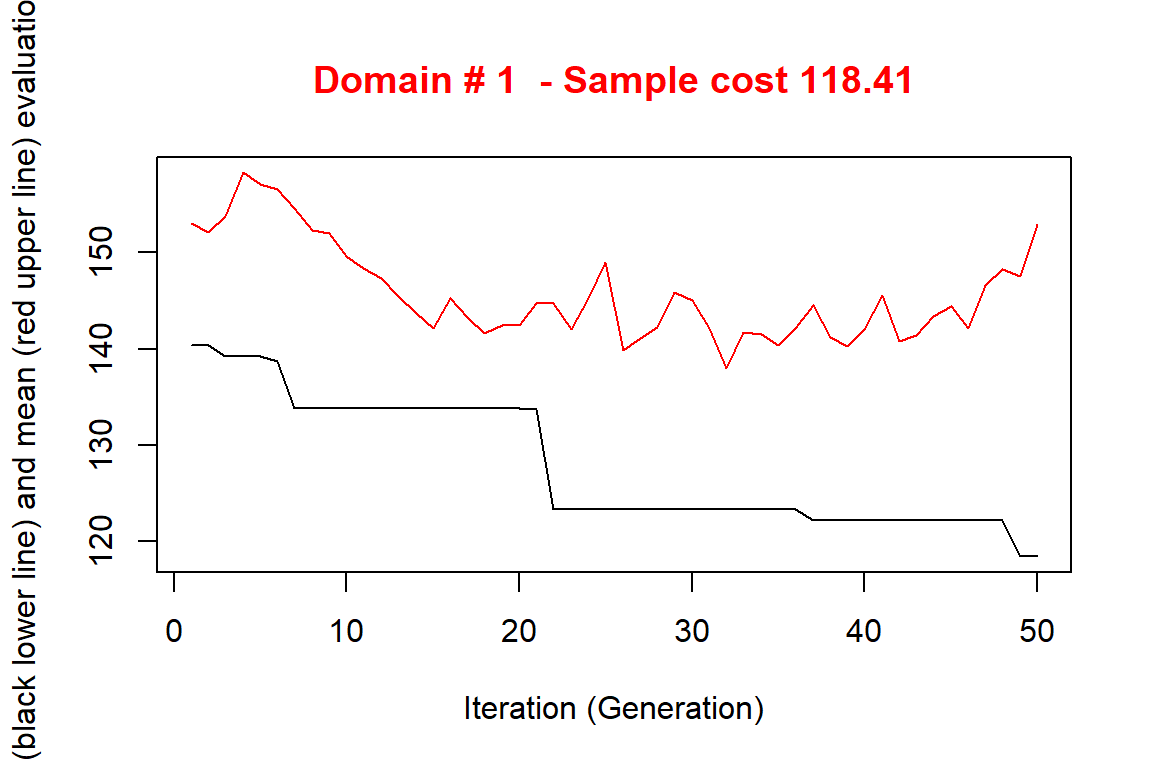 Domain # 1  - Sample cost 118.41
(black lower line) and mean (red upper line) evaluatio
150
140
130
120
0 10 20 30 40 50
Iteration (Generation)